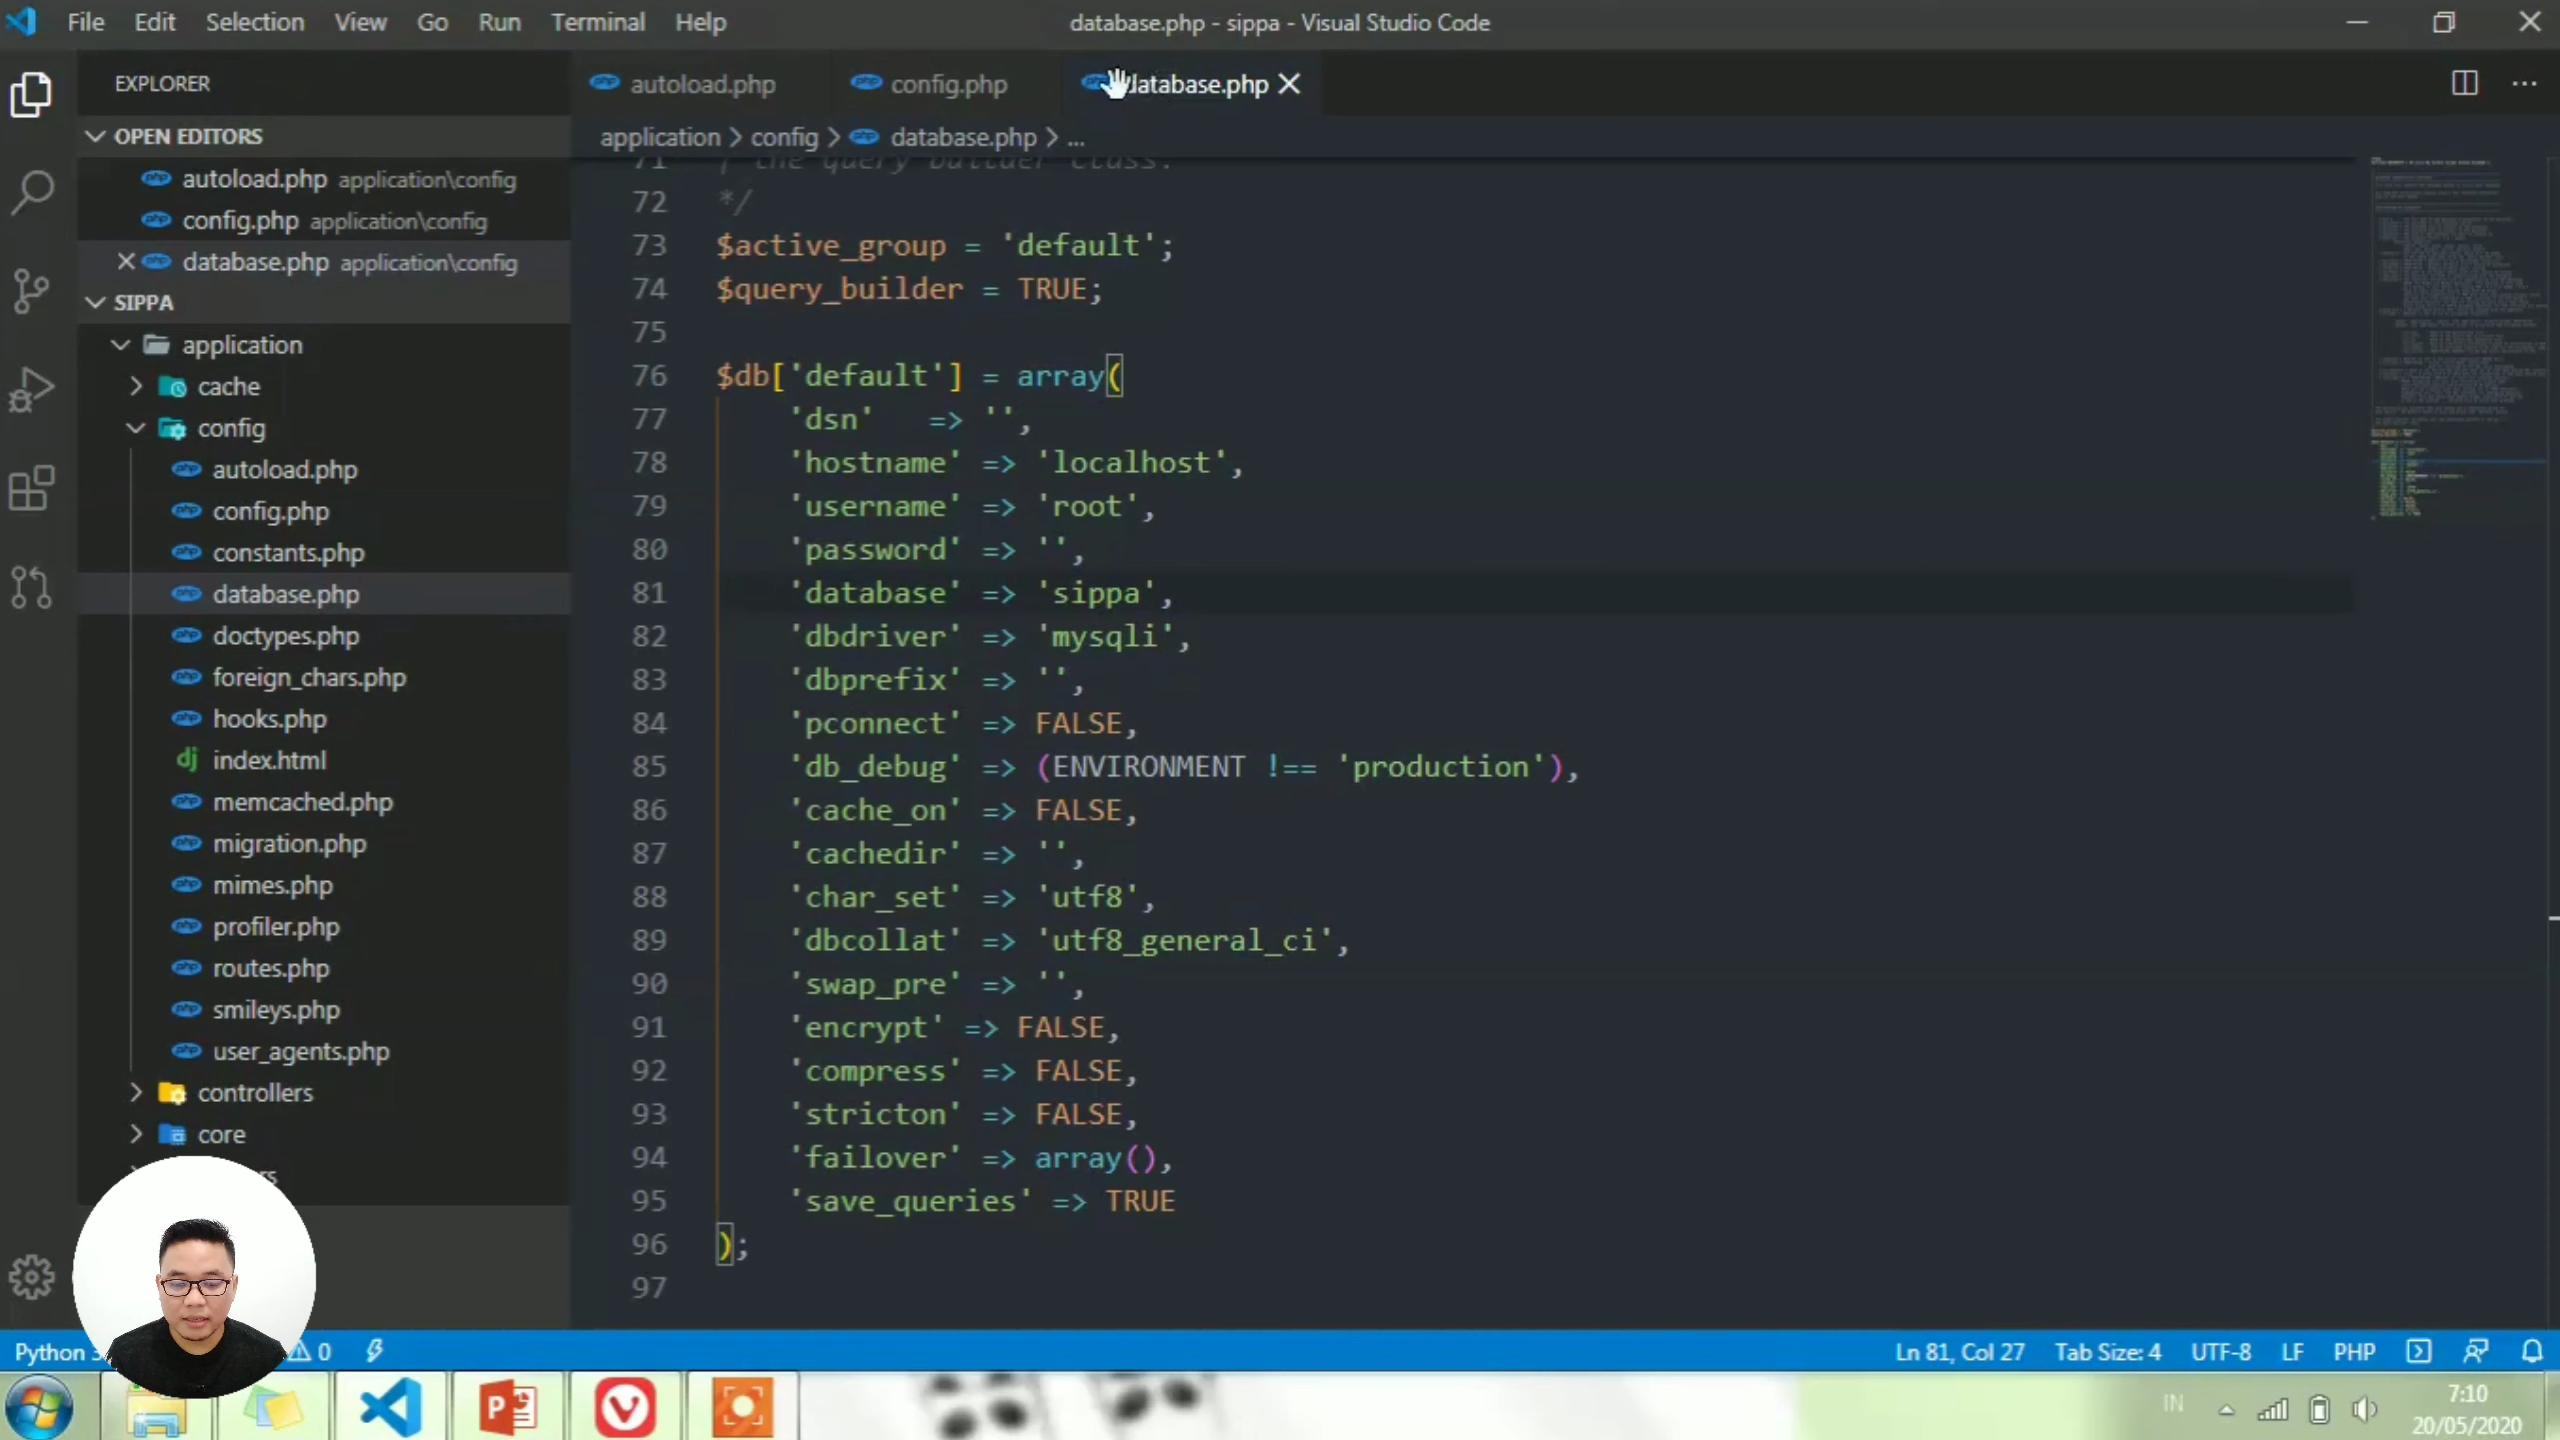 File Edit Selection View Go Run Terminal Help
database.php - sippa - Visual Studio Code
EXPLORER
OPEN EDITORS
autoload.php application\config
config.php application\config
database.php application\config
SIPPA
application
cache
config
autoload.php
config.php
constants.php
database.php
doctypes.php
foreign_chars.php
hooks.php
index.html
memcached.php
migration.php
mimes.php
profiler.php
routes.php
smileys.php
user_agents.php
controllers
core
autoload.php config.php database.php
application > config > database.php > ...
71 | the query builder class.
72 */
73 $active_group = 'default';
74 $query_builder = TRUE;
75
76 $db['default'] = array(
77 'dsn' => '',
78 'hostname' => 'localhost',
79 'username' => 'root',
80 'password' => '',
81 'database' => 'sippa',
82 'dbdriver' => 'mysqli',
83 'dbprefix' => '',
84 'pconnect' => FALSE,
85 'db_debug' => (ENVIRONMENT !== 'production'),
86 'cache_on' => FALSE,
87 'cachedir' => '',
88 'char_set' => 'utf8',
89 'dbcollat' => 'utf8_general_ci',
90 'swap_pre' => '',
91 'encrypt' => FALSE,
92 'compress' => FALSE,
93 'stricton' => FALSE,
94 'failover' => array(),
95 'save_queries' => TRUE
96 );
97
Python 0
Ln 81, Col 27 Tab Size: 4 UTF-8 LF PHP
IN
7:10
20/05/2020